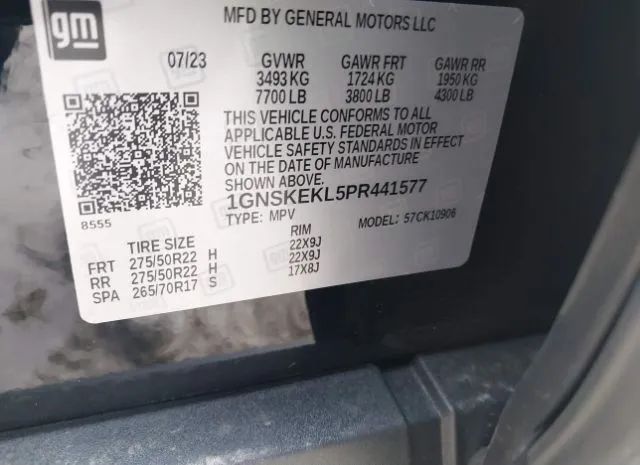 gm
MFD BY GENERAL MOTORS LLC
07/23 GVWR GAWR FRT GAWR RR
3493 KG 1724 KG 1950 KG
7700 LB 3800 LB 4300 LB
THIS VEHICLE CONFORMS TO ALL
APPLICABLE U.S. FEDERAL MOTOR
VEHICLE SAFETY STANDARDS IN EFFECT
ON THE DATE OF MANUFACTURE
SHOWN ABOVE.
1GNSKEKL5PR441577
8555 TYPE: MPV MODEL: 57CK10906
TIRE SIZE RIM
FRT 275/50R22 H 22X9J
RR 275/50R22 H 22X9J
SPA 265/70R17 S 17X8J